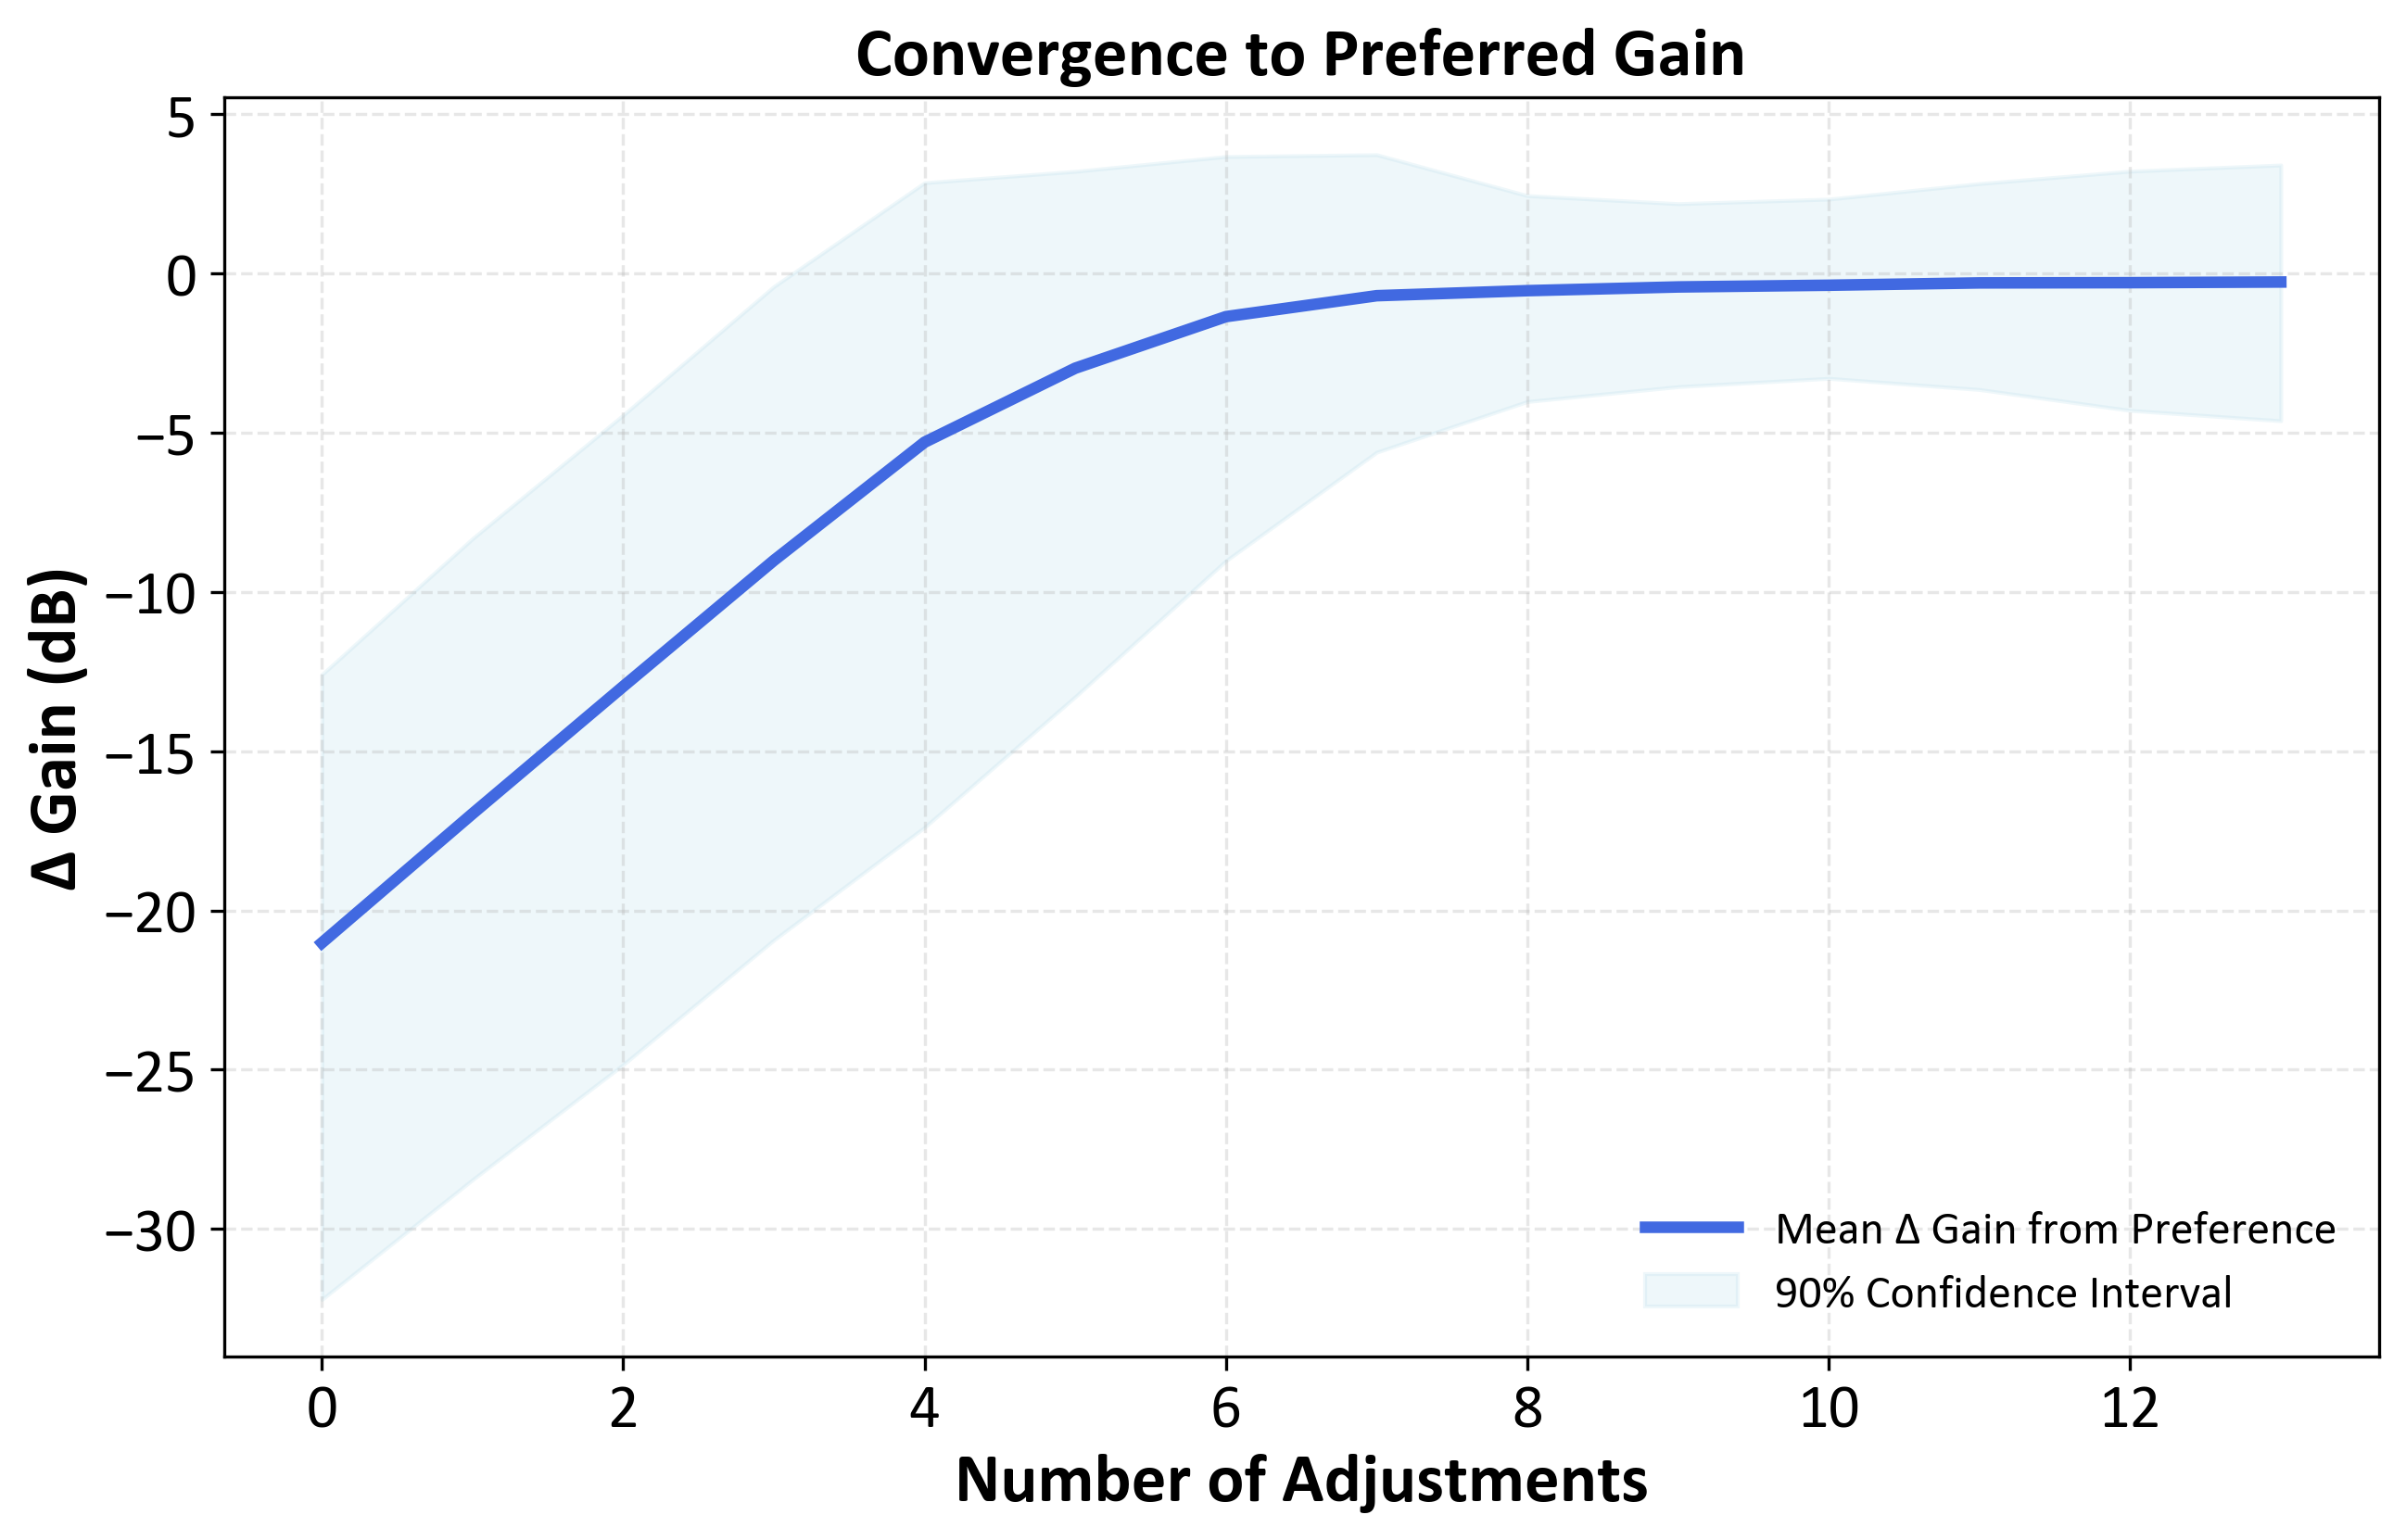 Convergence to Preferred Gain
Δ Gain (dB)
5
0
−5
−10
−15
−20
−25
−30
Mean Δ Gain from Preference
90% Confidence Interval
0 2 4 6 8 10 12
Number of Adjustments